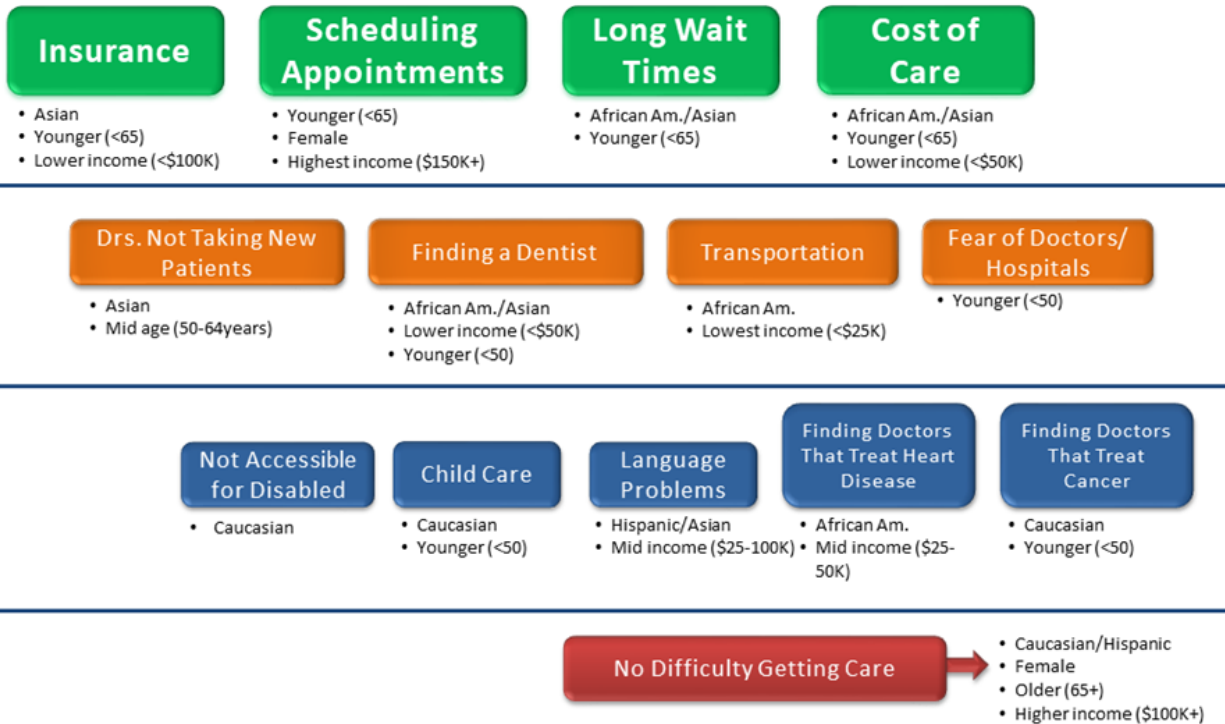 Insurance
• Asian
• Younger (<65)
• Lower income (<$100K)
Scheduling
Appointments
• Younger (<65)
• Female
• Highest income ($150K+)
Long Wait
Times
• African Am./Asian
• Younger (<65)
Cost of
Care
• African Am./Asian
• Younger (<65)
• Lower income (<$50K)
Drs. Not Taking New
Patients
• Asian
• Mid age (50-64years)
Finding a Dentist
• African Am./Asian
• Lower income (<$50K)
• Younger (<50)
Transportation
• African Am.
• Lowest income (<$25K)
Fear of Doctors/
Hospitals
• Younger (<50)
Not Accessible
for Disabled
• Caucasian
Child Care
• Caucasian
• Younger (<50)
Language
Problems
• Hispanic/Asian
• Mid income ($25-100K)
Finding Doctors
That Treat Heart
Disease
• African Am.
• Mid income ($25-
50K)
Finding Doctors
That Treat
Cancer
• Caucasian
• Younger (<50)
No Difficulty Getting Care
• Caucasian/Hispanic
• Female
• Older (65+)
• Higher income ($100K+)